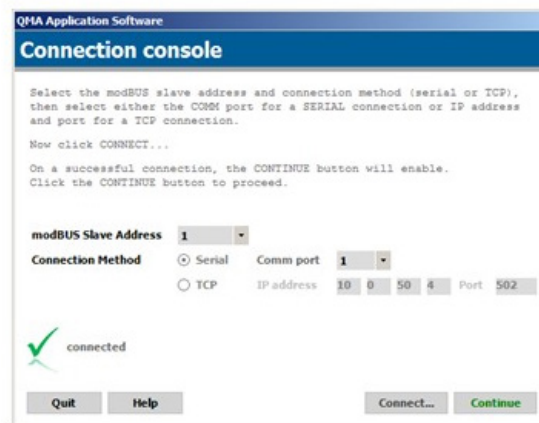 QMA Application Software
Connection console
Select the modBUS slave address and connection method (serial or TCP),
then select either the COMM port for a SERIAL connection or IP address
and port for a TCP connection.
Now click CONNECT...
On a successful connection, the CONTINUE button will enable.
Click the CONTINUE button to proceed.
modBUS Slave Address 1
Connection Method Serial Comm port 1
TCP IP address 10 0 50 4 Port 502
connected
Quit Help Connect... Continue